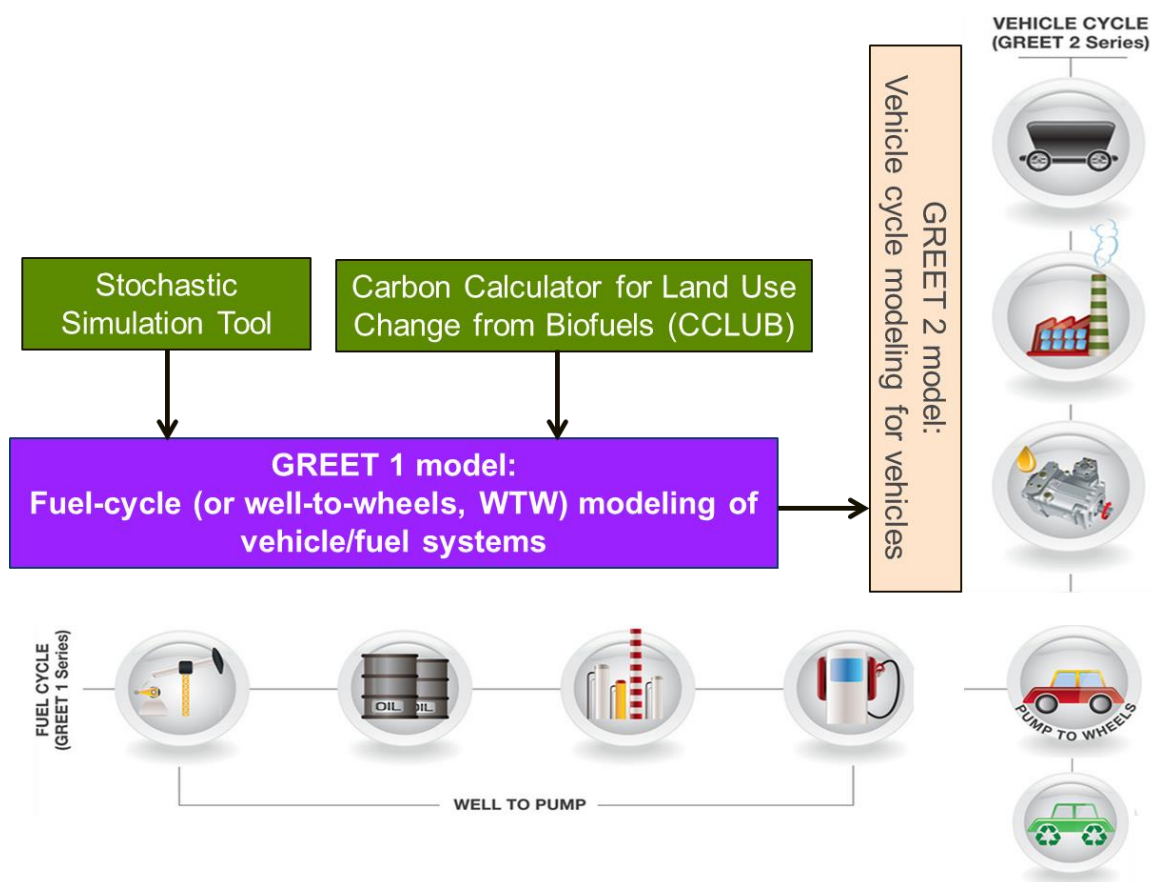 VEHICLE CYCLE
(GREET 2 Series)
GREET 2 model:
Vehicle cycle modeling for vehicles
Stochastic
Simulation Tool
Carbon Calculator for Land Use
Change from Biofuels (CCLUB)
GREET 1 model:
Fuel-cycle (or well-to-wheels, WTW) modeling of
vehicle/fuel systems
FUEL CYCLE
(GREET 1 Series)
OIL
OIL
PUMP TO WHEELS
WELL TO PUMP